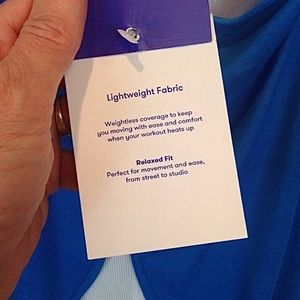 Lightweight Fabric
Weightless coverage to keep
you moving with ease and comfort
when your workout heats up
Relaxed Fit
Perfect for movement and ease,
from street to studio